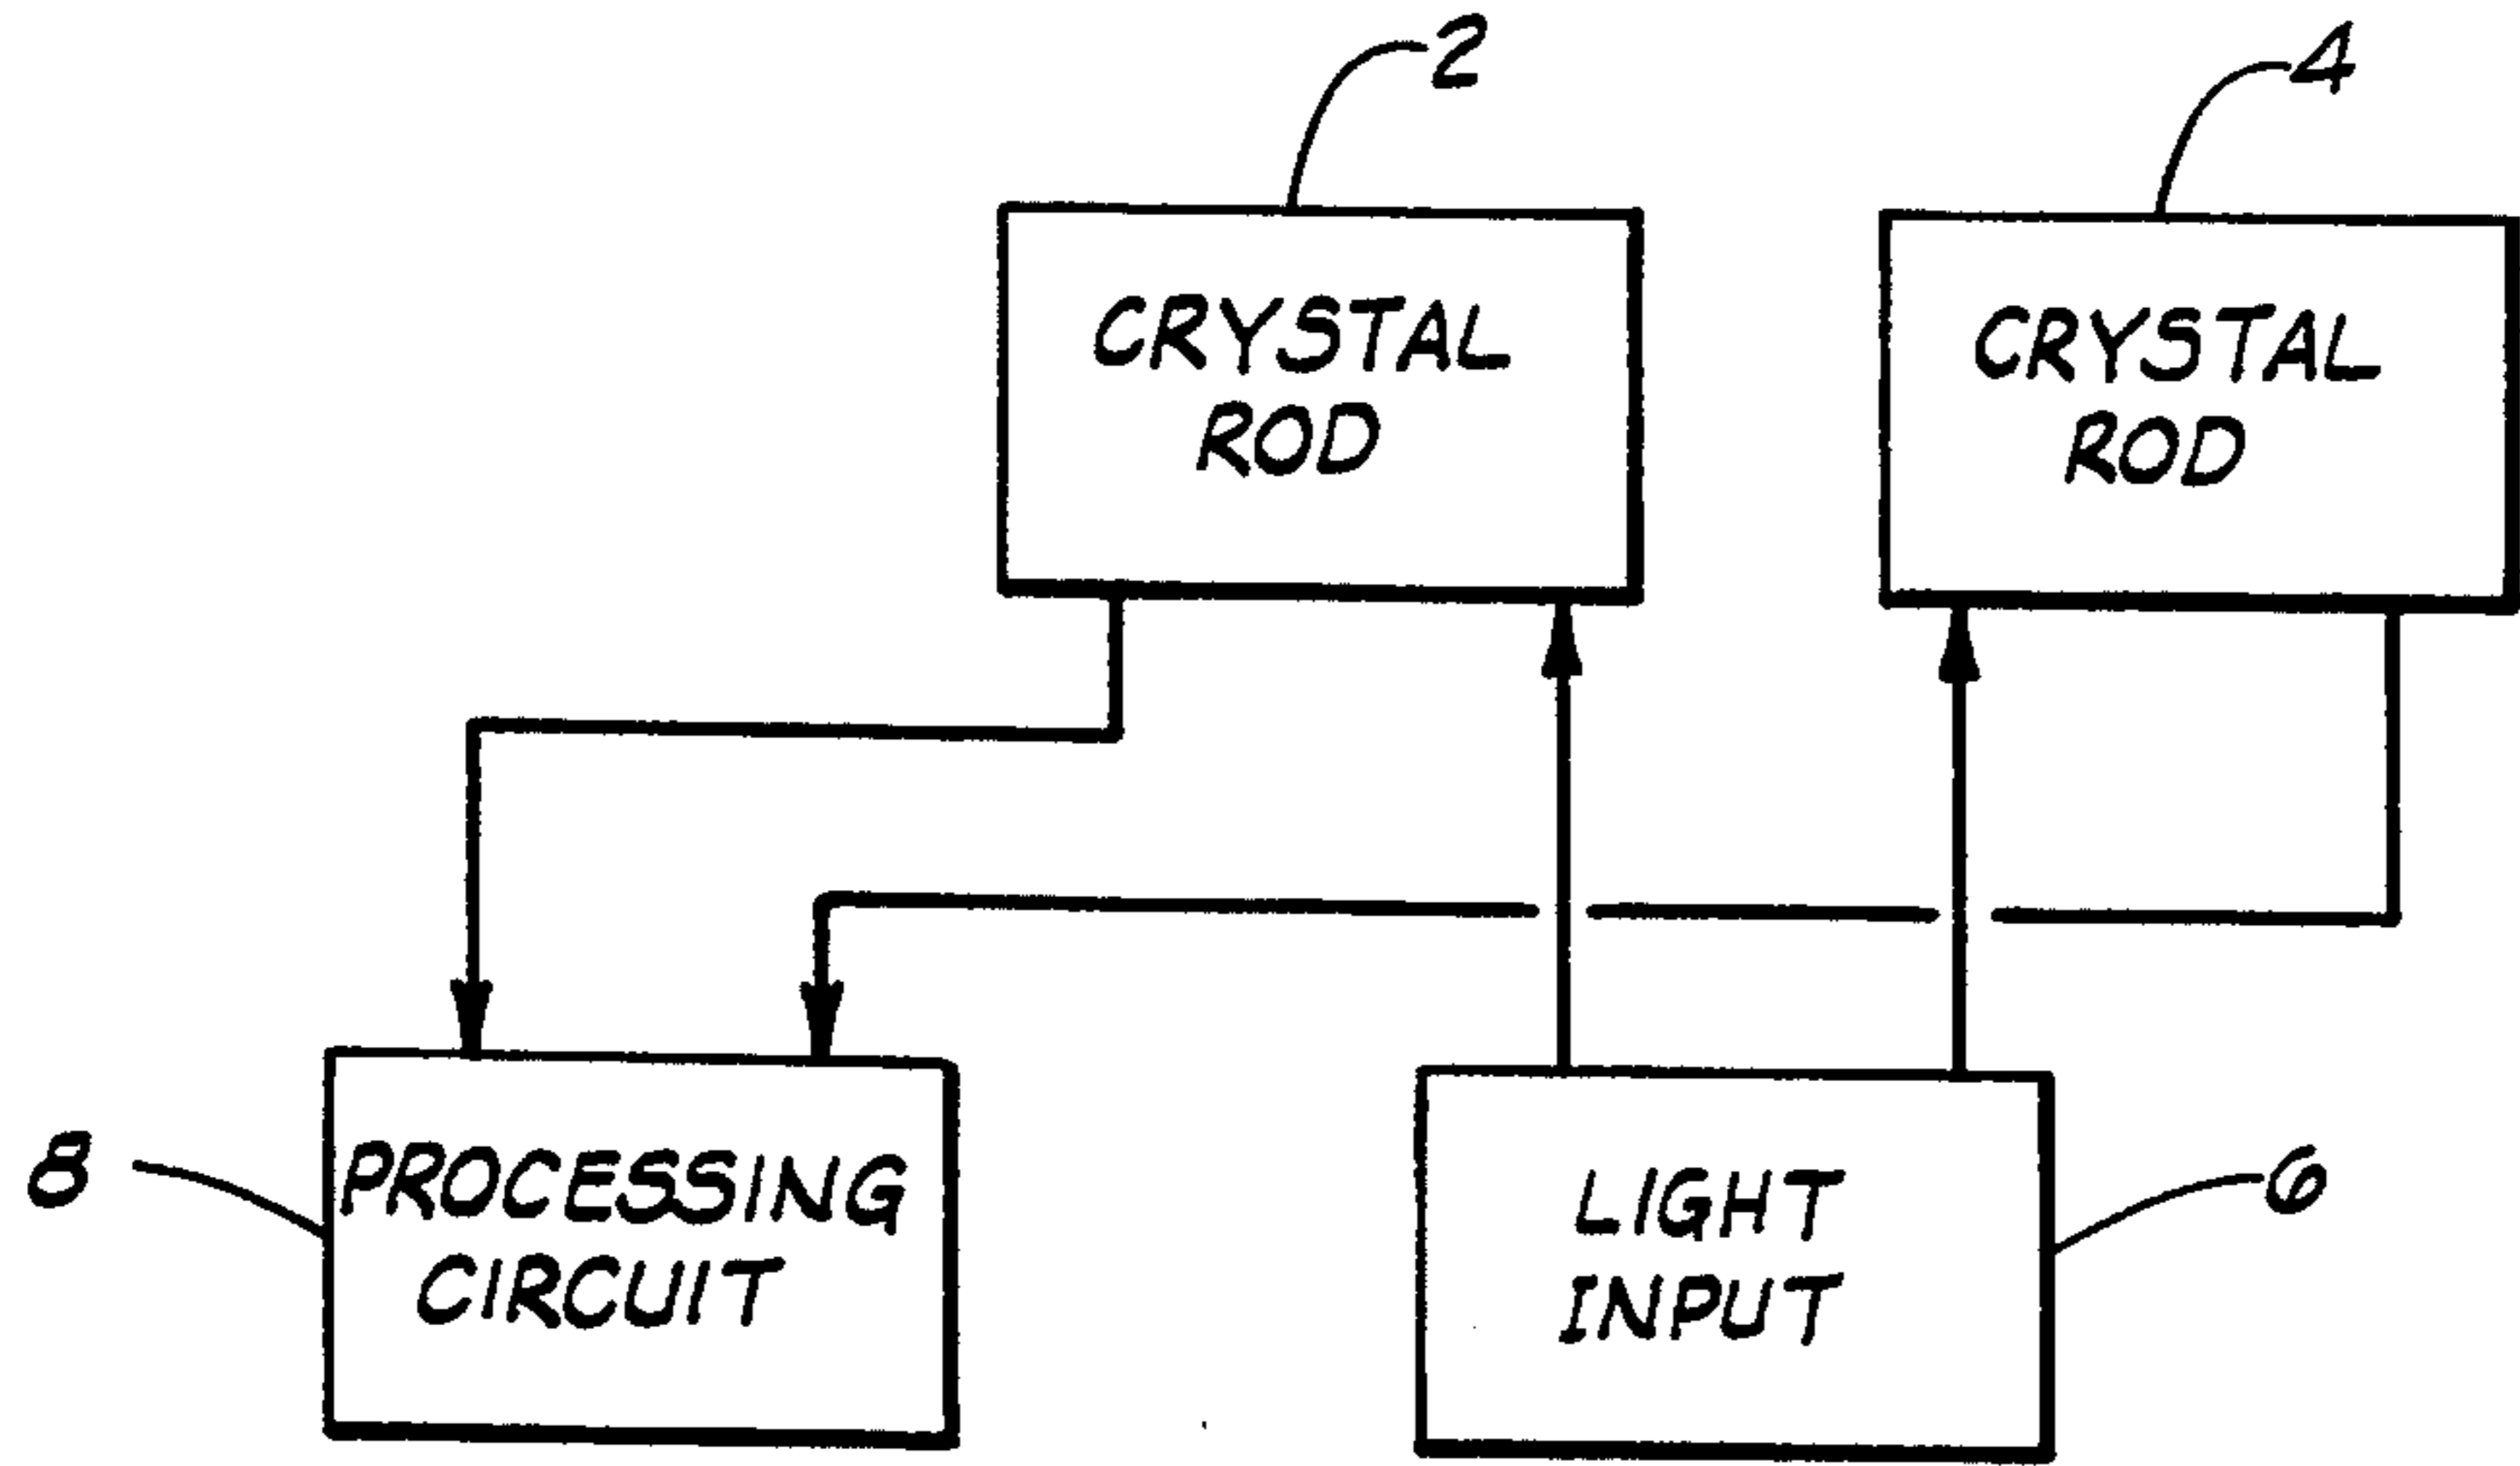 2
4
CRYSTAL
ROD
CRYSTAL
ROD
8
PROCESSING
CIRCUIT
LIGHT
INPUT
6